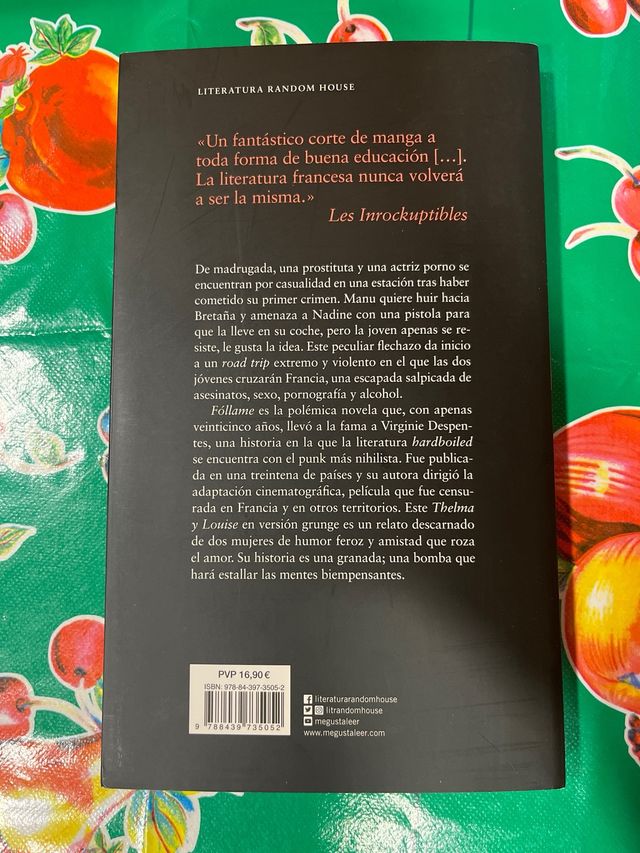 LITERATURA RANDOM HOUSE
«Un fantástico corte de manga a
toda forma de buena educación [...].
La literatura francesa nunca volverá
a ser la misma.»
Les Inrockuptibles
De madrugada, una prostituta y una actriz porno se
encuentran por casualidad en una estación tras haber
cometido su primer crimen. Manu quiere huir hacia
Bretaña y amenaza a Nadine con una pistola para
que la lleve en su coche, pero la joven apenas se re-
siste, le gusta la idea. Este peculiar flechazo da inicio
a un road trip extremo y violento en el que las dos
jóvenes cruzarán Francia, una escapada salpicada de
asesinatos, sexo, pornografía y alcohol.
Fóllame es la polémica novela que, con apenas
veinticinco años, llevó a la fama a Virginie Despen-
tes, una historia en la que la literatura hardboiled
se encuentra con el punk más nihilista. Fue publica-
da en una treintena de países y su autora dirigió la
adaptación cinematográfica, película que fue censu-
rada en Francia y en otros territorios. Este Thelma
y Louise en versión grunge es un relato descarnado
de dos mujeres de humor feroz y amistad que roza
el amor. Su historia es una granada; una bomba que
hará estallar las mentes biempensantes.
PVP 16,90 €
ISBN: 978-84-397-3505-2
9 788439 735052
literaturarandomhouse
litrandomhouse
megustaleer
www.megustaleer.com